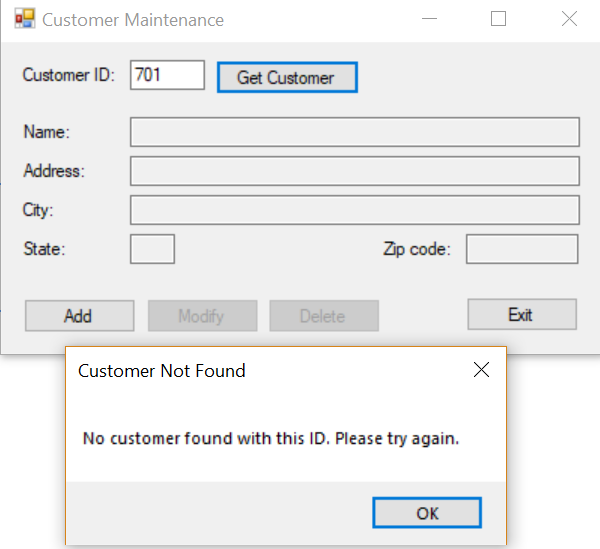 Customer Maintenance
Customer ID: 701 Get Customer
Name:
Address:
City:
State: Zip code:
Add Modify Delete Exit
Customer Not Found
No customer found with this ID. Please try again.
OK